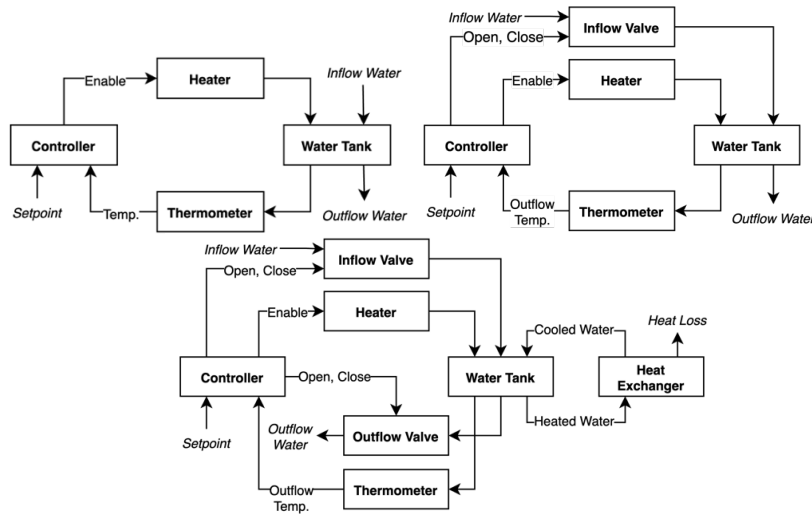 Enable
Heater
Inflow Water
Controller
Water Tank
Setpoint
Temp.
Thermometer
Outflow Water
Inflow Water
Open, Close
Inflow Valve
Enable
Heater
Controller
Water Tank
Setpoint
Outflow
Temp.
Thermometer
Outflow Water
Inflow Water
Open, Close
Inflow Valve
Enable
Heater
Cooled Water
Heat Loss
Controller
Open, Close
Water Tank
Heat
Exchanger
Setpoint
Outflow
Water
Outflow Valve
Heated Water
Outflow
Temp.
Thermometer